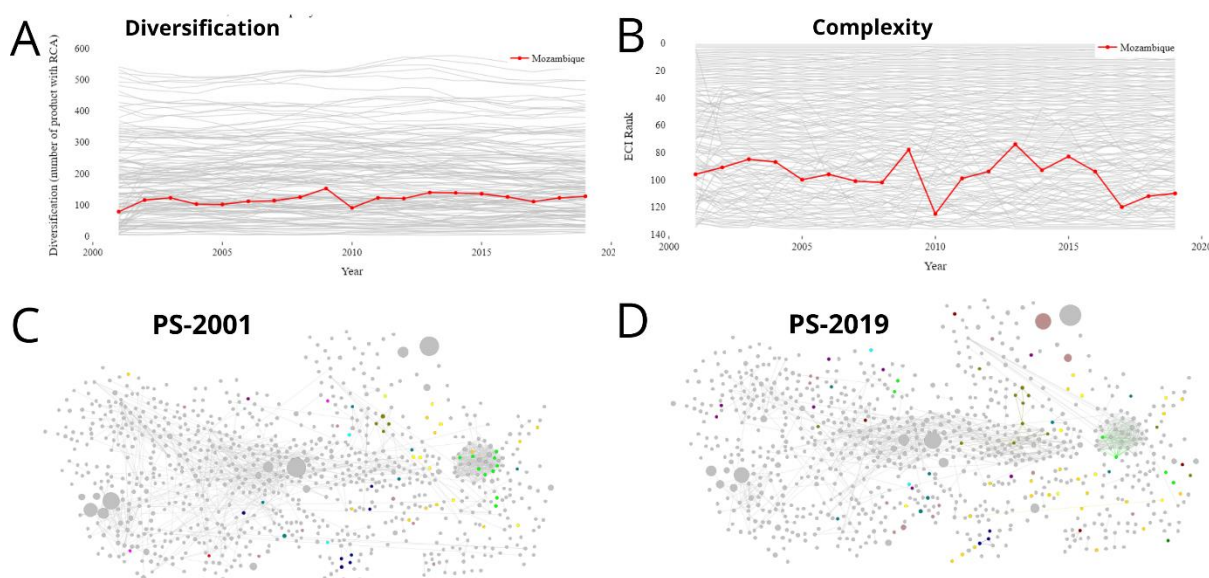 A
Diversification
Diversification (number of product with RCA)
600
500
400
300
200
100
0
Mozambique
2000
2005
2010
2015
202
Year
B
Complexity
ECI Rank
0
20
40
60
80
100
120
140
Mozambique
2000
2005
2010
2015
2020
Year
C
PS-2001
D
PS-2019